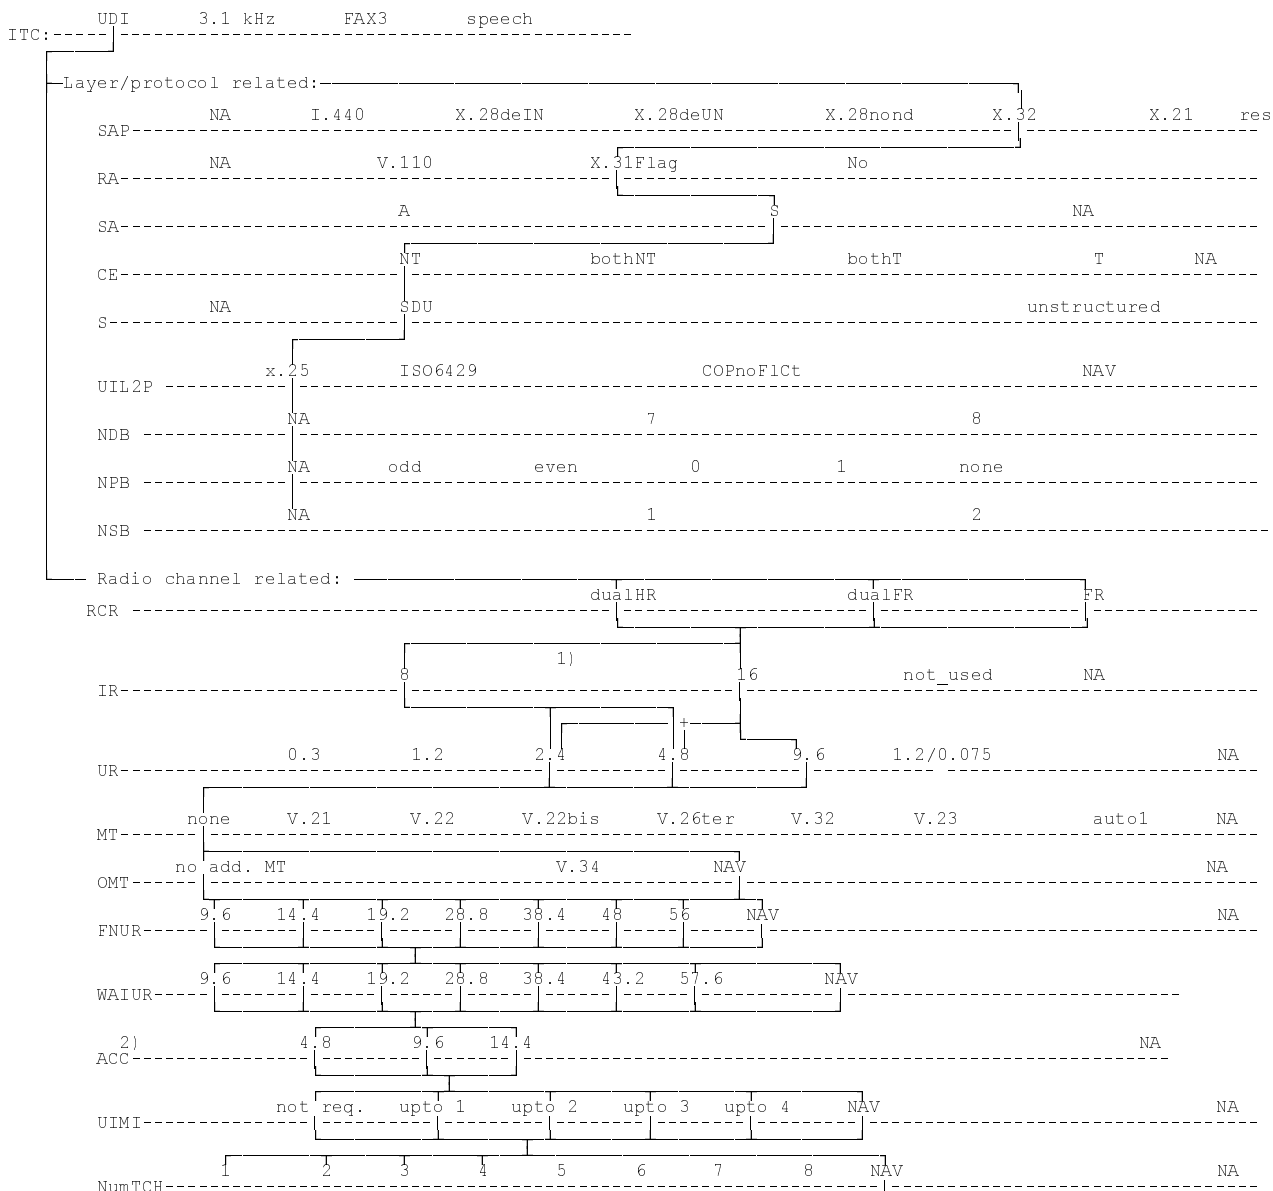 UDI 3.1 kHz FAX3 speech
ITC:
Layer/protocol related:
NA I.440 X.28deIN X.28deUN X.28nond X.32 X.21 res
SAP
NA V.110 X.31Flag No
RA
A S NA
SA
NT bothNT bothT T NA
CE
NA SDU unstructured
S
x.25 ISO6429 COPnoFlCt NAV
UIL2P
NA 7 8
NDB
NA odd even 0 1 none
NPB
NA 1 2
NSB
Radio channel related:
dualHR dualFR FR
RCR
1)
8 16 not_used NA
IR
+
0.3 1.2 2.4 4.8 9.6 1.2/0.075 NA
UR
none V.21 V.22 V.22bis V.26ter V.32 V.23 auto1 NA
MT
no add. MT V.34 NAV NA
OMT
9.6 14.4 19.2 28.8 38.4 48 56 NAV NA
FNUR
9.6 14.4 19.2 28.8 38.4 43.2 57.6 NAV
WAIUR
2) 4.8 9.6 14.4 NA
ACC
not req. upto 1 upto 2 upto 3 upto 4 NAV NA
UIMI
1 2 3 4 5 6 7 8 NAV NA
NumTCH